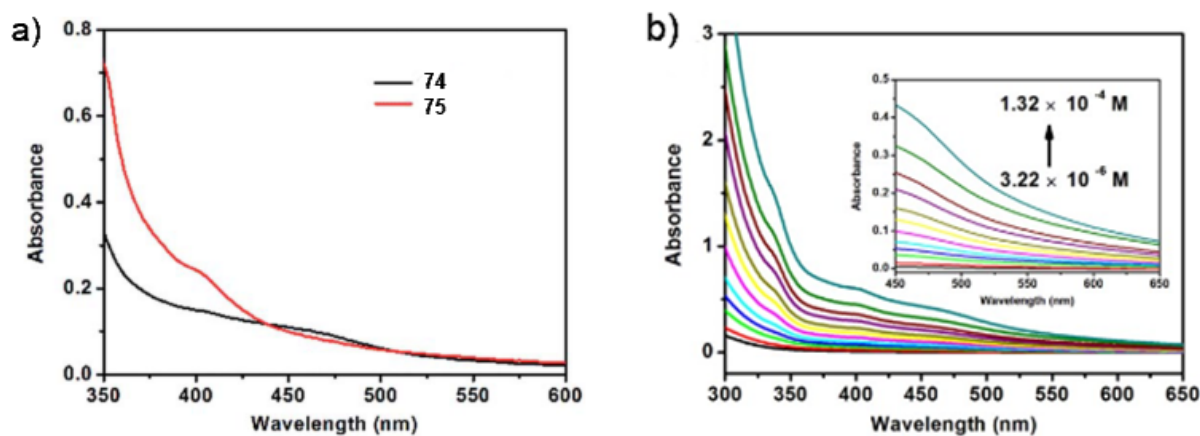 a)
0.8
0.6
0.4
0.2
0.0
Absorbance
74
75
350 400 450 500 550 600
Wavelength (nm)
b)
3
2
1
0
Absorbance
0.5
0.4
0.3
0.2
0.1
0.0
Absorbance
1.32 × 10 -4 M
3.22 × 10 -6 M
450 500 550 600 650
Wavelength (nm)
300 350 400 450 500 550 600 650
Wavelength (nm)